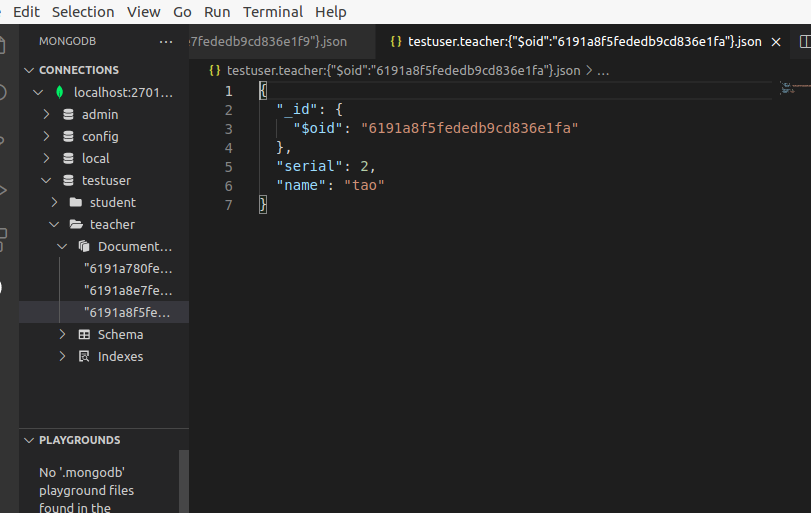 Edit Selection View Go Run Terminal Help
MONGODB ...
e7fededb9cd836e1f9"}.json
{} testuser.teacher:{"$oid":"6191a8f5fededb9cd836e1fa"}.json ×
CONNECTIONS
localhost:2701...
admin
config
local
testuser
student
teacher
Document...
"6191a780fe...
"6191a8e7fe...
"6191a8f5fe...
Schema
Indexes
PLAYGROUNDS
No '.mongodb'
playground files
found in the
{} testuser.teacher:{"$oid":"6191a8f5fededb9cd836e1fa"}.json > ...
1 {
2 "_id": {
3 "$oid": "6191a8f5fededb9cd836e1fa"
4 },
5 "serial": 2,
6 "name": "tao"
7 }